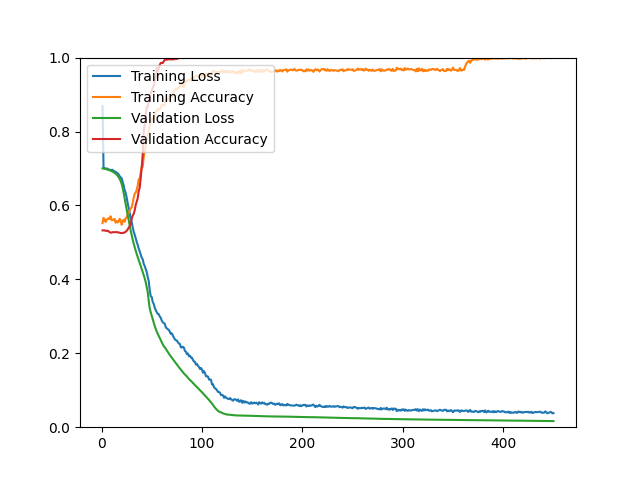 1.0
0.8
0.6
0.4
0.2
0.0
Training Loss
Training Accuracy
Validation Loss
Validation Accuracy
0 100 200 300 400